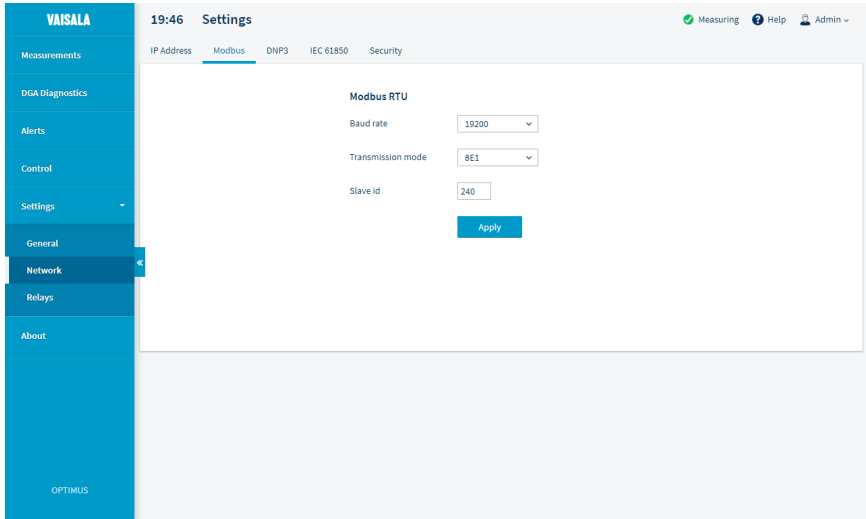 VAISALA
19:46 Settings
Measuring Help Admin
Measurements
DGA Diagnostics
Alerts
Control
Settings
General
Network
Relays
About
OPTIMUS
IP Address Modbus DNP3 IEC 61850 Security
Modbus RTU
Baud rate 19200
Transmission mode 8E1
Slave id 240
Apply